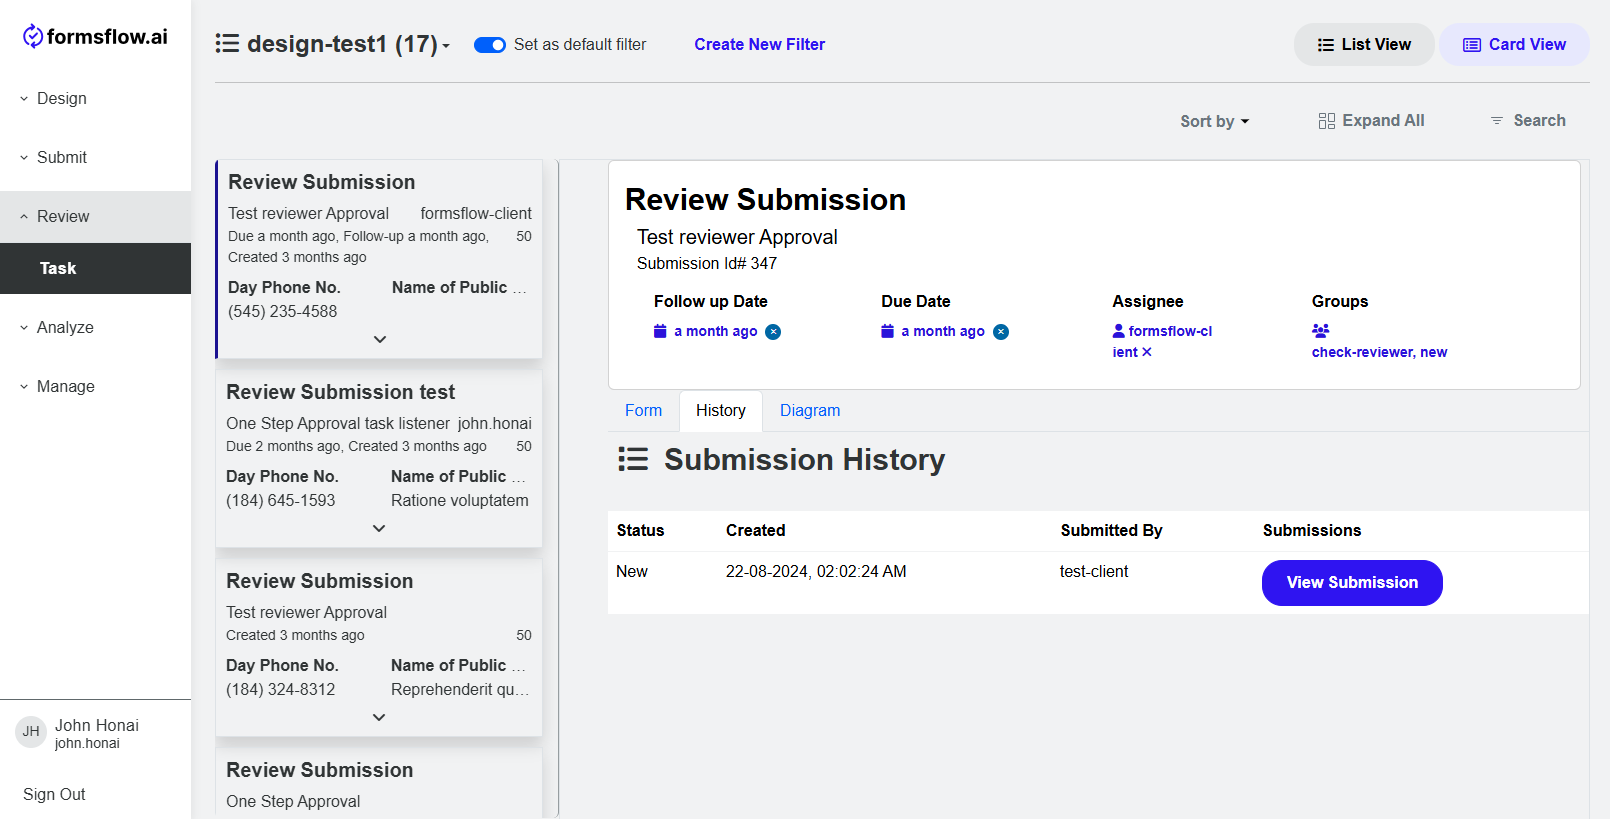 formsflow.ai
Design
Submit
Review
Task
Analyze
Manage
JH
John Honai
john.honai
Sign Out
design-test1 (17)
Set as default filter
Create New Filter
List View
Card View
Sort by
Expand All
Search
Review Submission
Test reviewer Approval formsflow-client
Due a month ago, Follow-up a month ago, 50
Created 3 months ago
Day Phone No. Name of Public ...
(545) 235-4588
Review Submission test
One Step Approval task listener john.honai
Due 2 months ago, Created 3 months ago 50
Day Phone No. Name of Public ...
(184) 645-1593 Ratione voluptatem
Review Submission
Test reviewer Approval
Created 3 months ago 50
Day Phone No. Name of Public ...
(184) 324-8312 Reprehenderit qu...
Review Submission
One Step Approval
Review Submission
Test reviewer Approval
Submission Id# 347
Follow up Date Due Date Assignee Groups
a month ago a month ago formsflow-cl
ient check-reviewer, new
Form History Diagram
Submission History
Status Created Submitted By Submissions
New 22-08-2024, 02:02:24 AM test-client View Submission